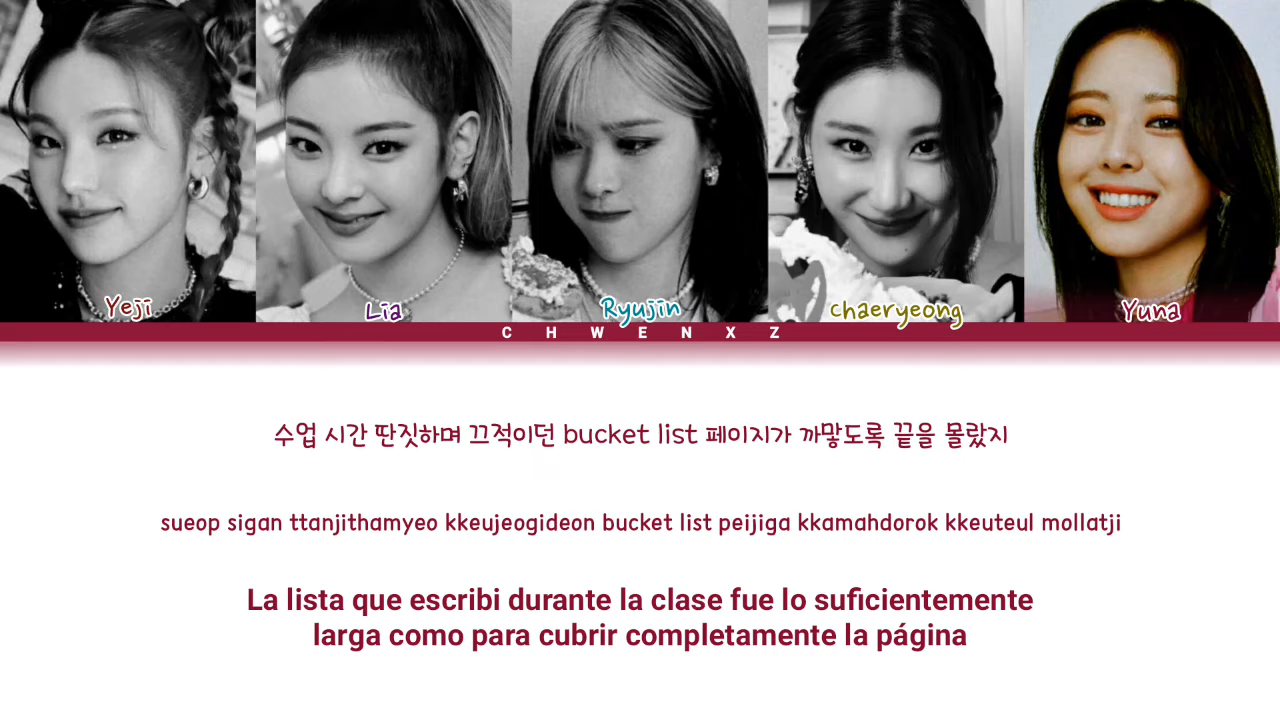 Yeji
Lia
Ryujin
chaeryeong
Yuna
CHWENXZ
수업 시간 딴짓하며 끄적이던 bucket list 페이지가 까맣도록 끝을 몰랐지
sueop sigan ttanjithamyeo kkeujeogideon bucket list peijiga kkamahdorok kkeuteul mollatji
La lista que escribi durante la clase fue lo suficientemente
larga como para cubrir completamente la página